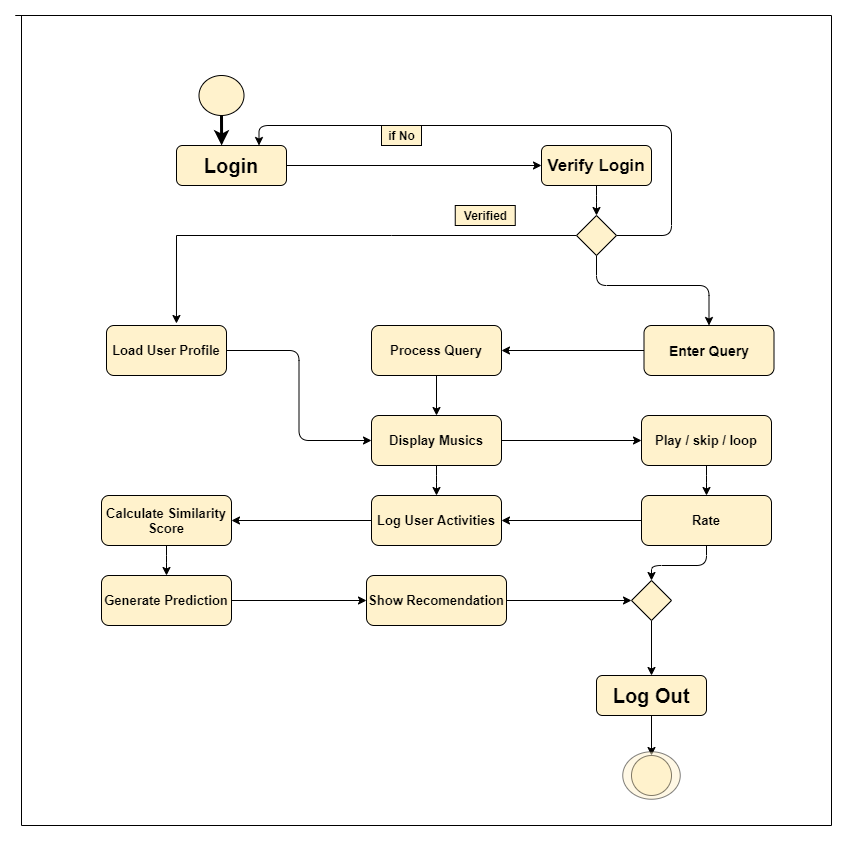 if No
Login
Verify Login
Verified
Load User Profile
Process Query
Enter Query
Display Musics
Play / skip / loop
Calculate Similarity
Score
Log User Activities
Rate
Generate Prediction
Show Recomendation
Log Out